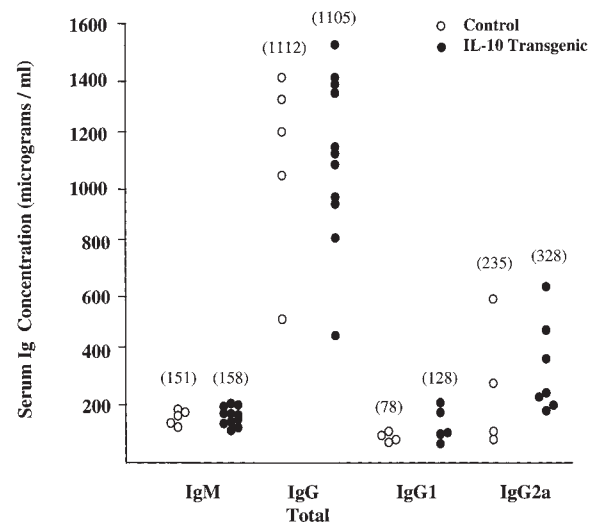 Serum Ig Concentration (micrograms / ml)
1600
1400
1200
1000
800
600
400
200
Control
IL-10 Transgenic
(151)
(158)
(1112)
(1105)
(78)
(128)
(235)
(328)
IgM
IgG
Total
IgG1
IgG2a